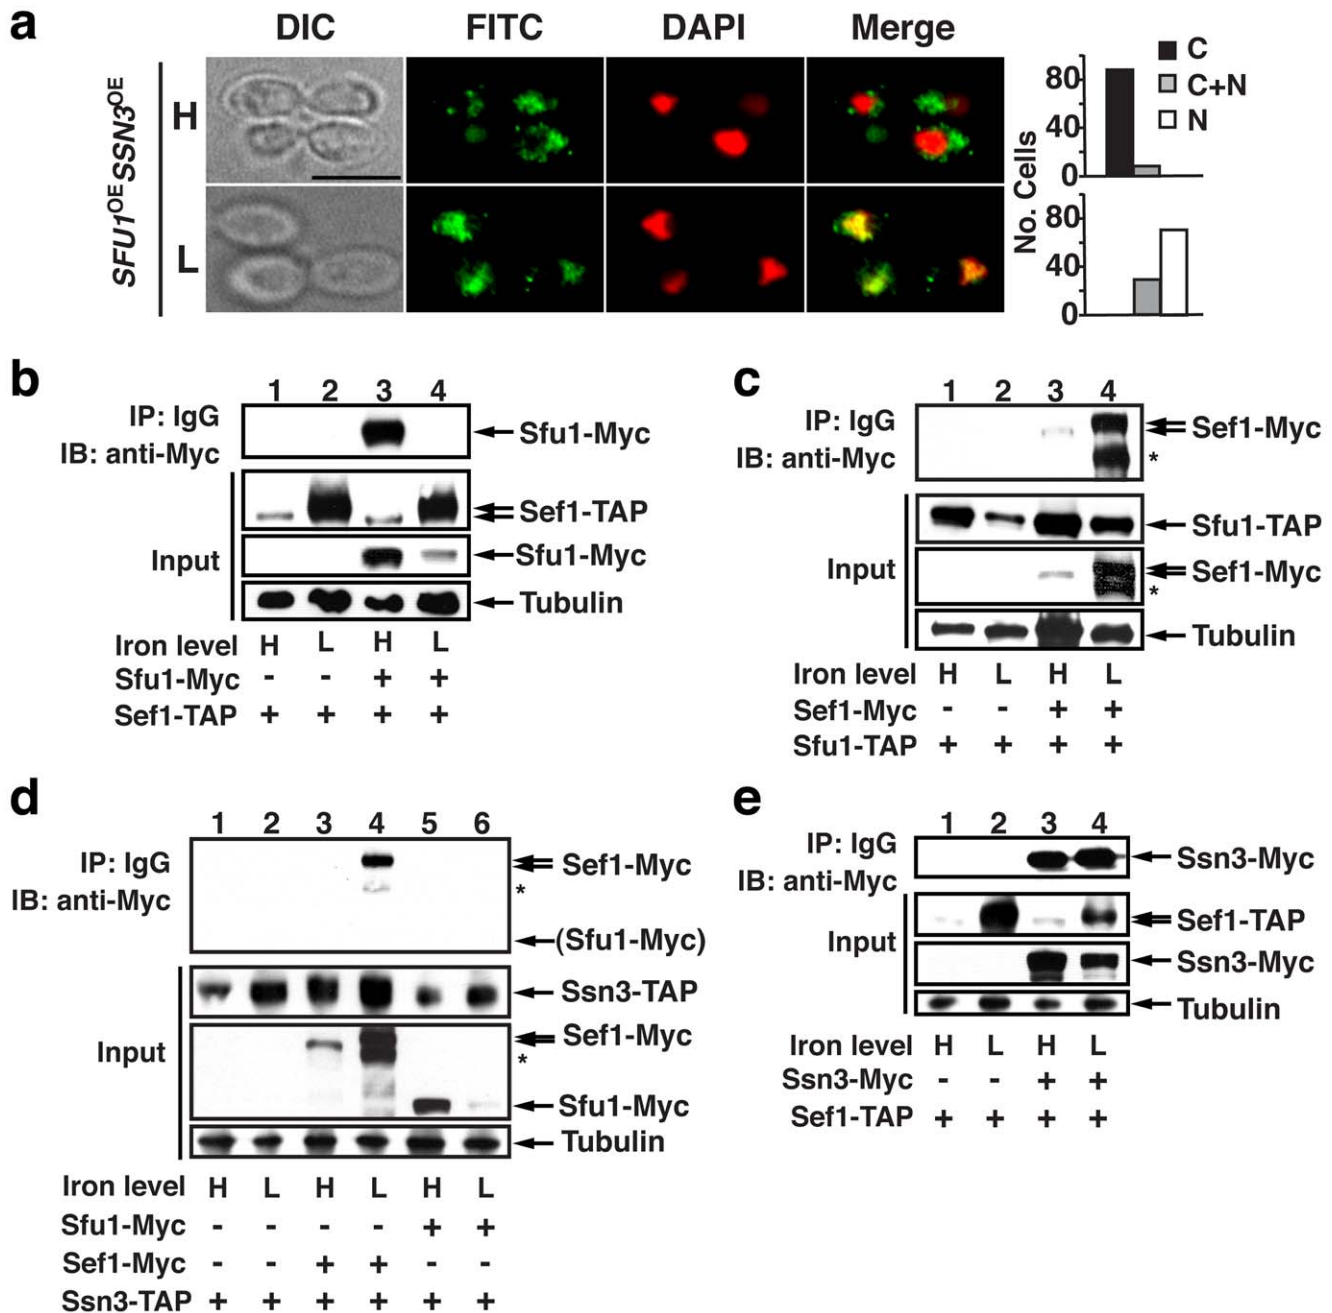 a
DIC FITC DAPI Merge
SFU1OE SSN3OE
H
L
No. Cells
80
40
0
80
40
0
C
C+N
N
b
1 2 3 4
IP: IgG
IB: anti-Myc
Sfu1-Myc
Sef1-TAP
Input
Sfu1-Myc
Tubulin
Iron level H L H L
Sfu1-Myc - - + +
Sef1-TAP + + + +
c
1 2 3 4
IP: IgG
IB: anti-Myc
Sef1-Myc
*
Sfu1-TAP
Input
Sef1-Myc
*
Tubulin
Iron level H L H L
Sef1-Myc - - + +
Sfu1-TAP + + + +
d
1 2 3 4 5 6
IP: IgG
IB: anti-Myc
Sef1-Myc
*
(Sfu1-Myc)
Ssn3-TAP
Input
Sef1-Myc
*
Sfu1-Myc
Tubulin
Iron level H L H L H L
Sfu1-Myc - - - - + +
Sef1-Myc - - + + - -
Ssn3-TAP + + + + + +
e
1 2 3 4
IP: IgG
IB: anti-Myc
Ssn3-Myc
Sef1-TAP
Input
Ssn3-Myc
Tubulin
Iron level H L H L
Ssn3-Myc - - + +
Sef1-TAP + + + +